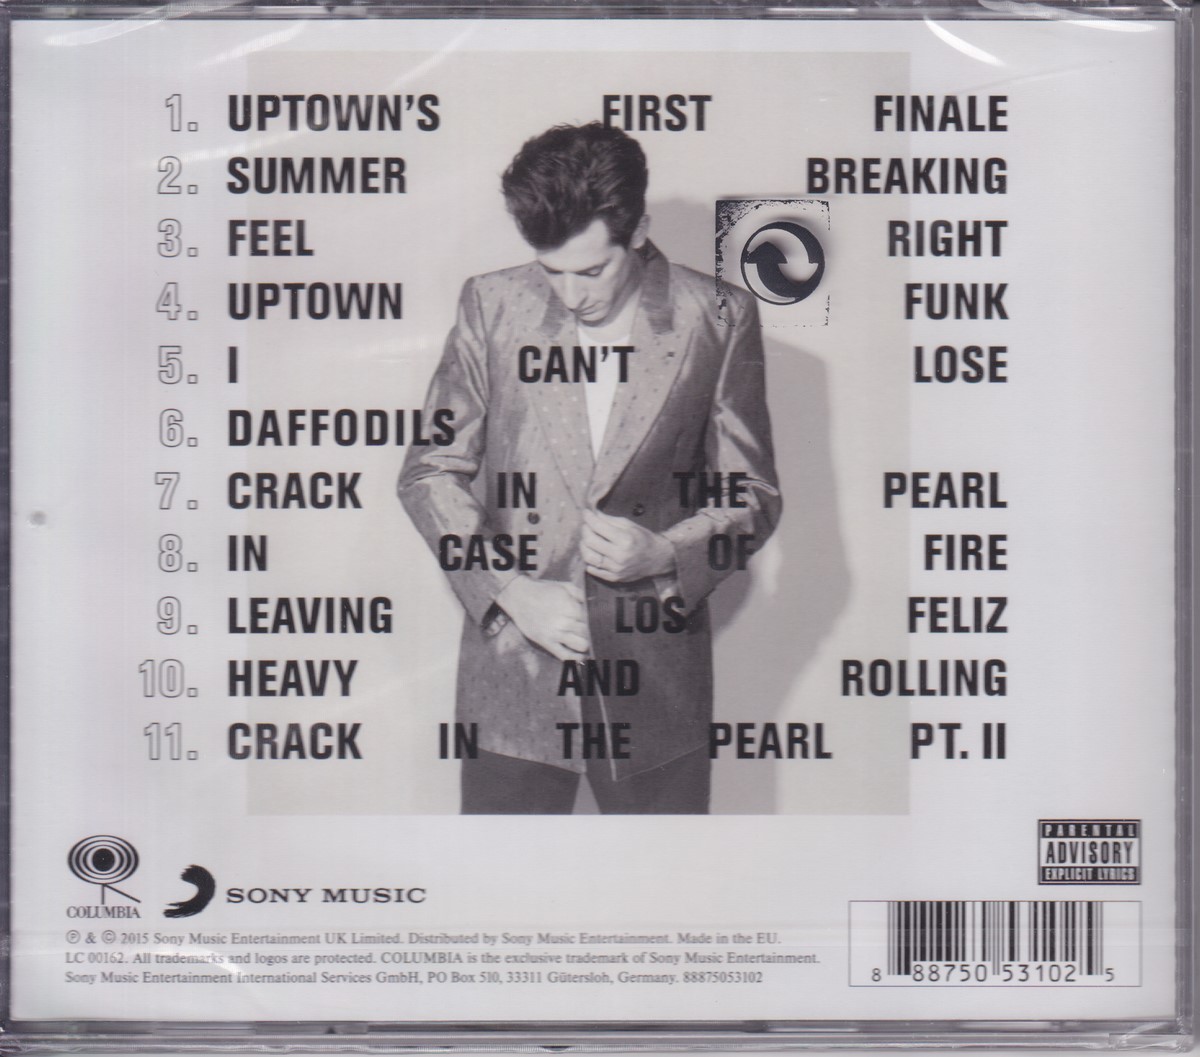 1. UPTOWN'S FIRST FINALE
2. SUMMER BREAKING
3. FEEL RIGHT
4. UPTOWN FUNK
5. I CAN'T LOSE
6. DAFFODILS
7. CRACK IN THE PEARL
8. IN CASE OF FIRE
9. LEAVING LOS FELIZ
10. HEAVY AND ROLLING
11. CRACK IN THE PEARL PT. II
PARENTAL
ADVISORY
EXPLICIT LYRICS
COLUMBIA
SONY MUSIC
℗ & © 2015 Sony Music Entertainment UK Limited. Distributed by Sony Music Entertainment. Made in the EU.
LC 00162. All trademarks and logos are protected. COLUMBIA is the exclusive trademark of Sony Music Entertainment.
Sony Music Entertainment International Services GmbH, PO Box 510, 33311 Gütersloh, Germany. 88875053102
8 88750 53102 5